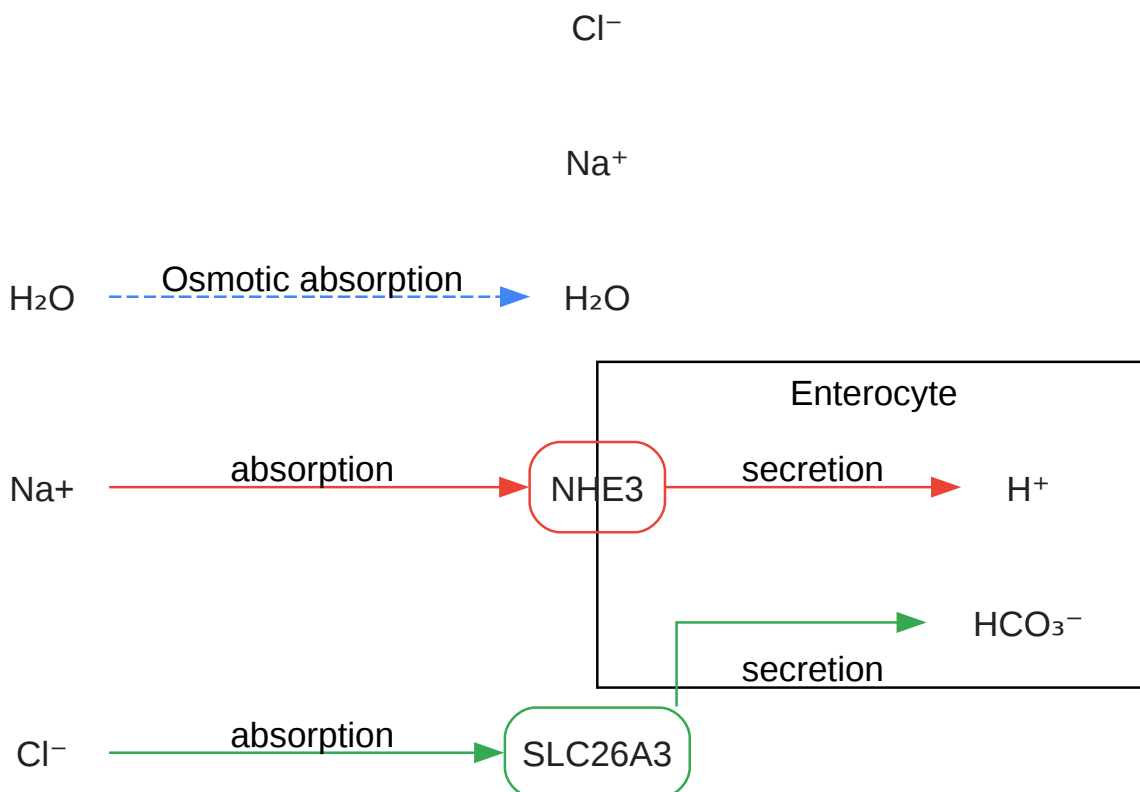 Cl⁻
Na⁺
Osmotic absorption
H₂O
H₂O
Enterocyte
absorption
secretion
Na+
NHE3
H⁺
HCO₃⁻
secretion
absorption
Cl⁻
SLC26A3